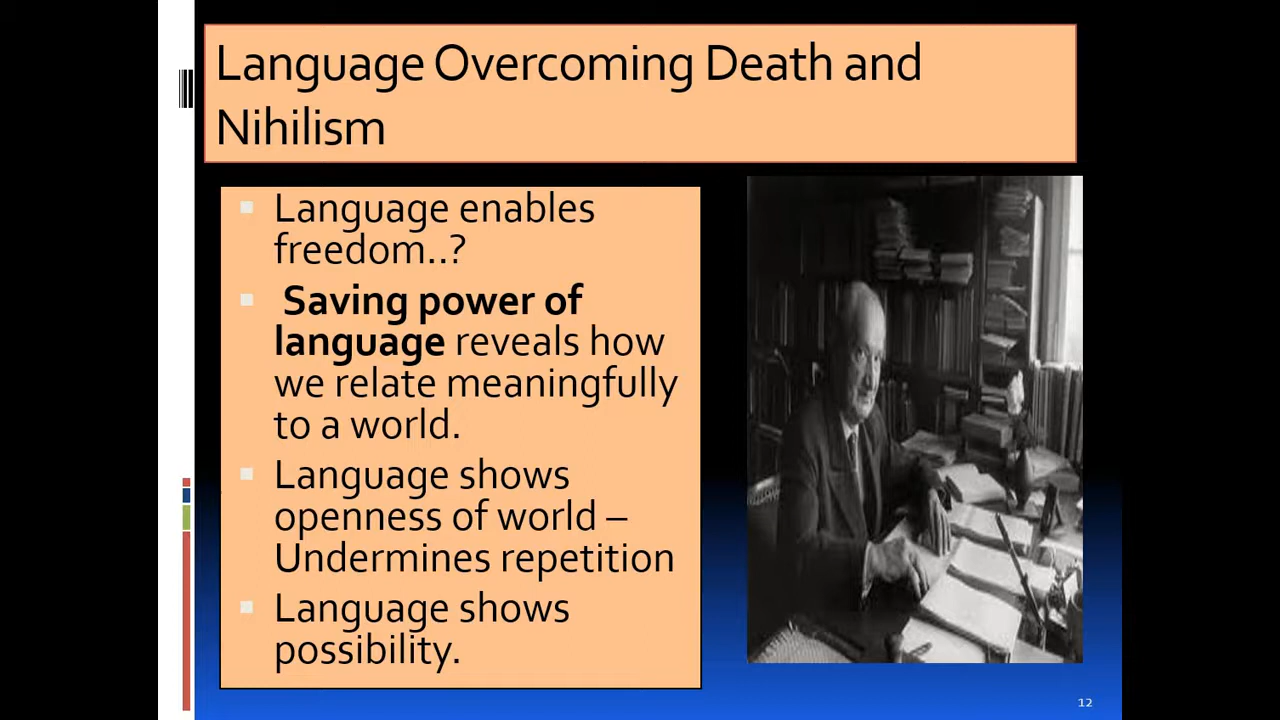 Language Overcoming Death and
Nihilism
Language enables
freedom..?
Saving power of
language reveals how
we relate meaningfully
to a world.
Language shows
openness of world –
Undermines repetition
Language shows
possibility.
12